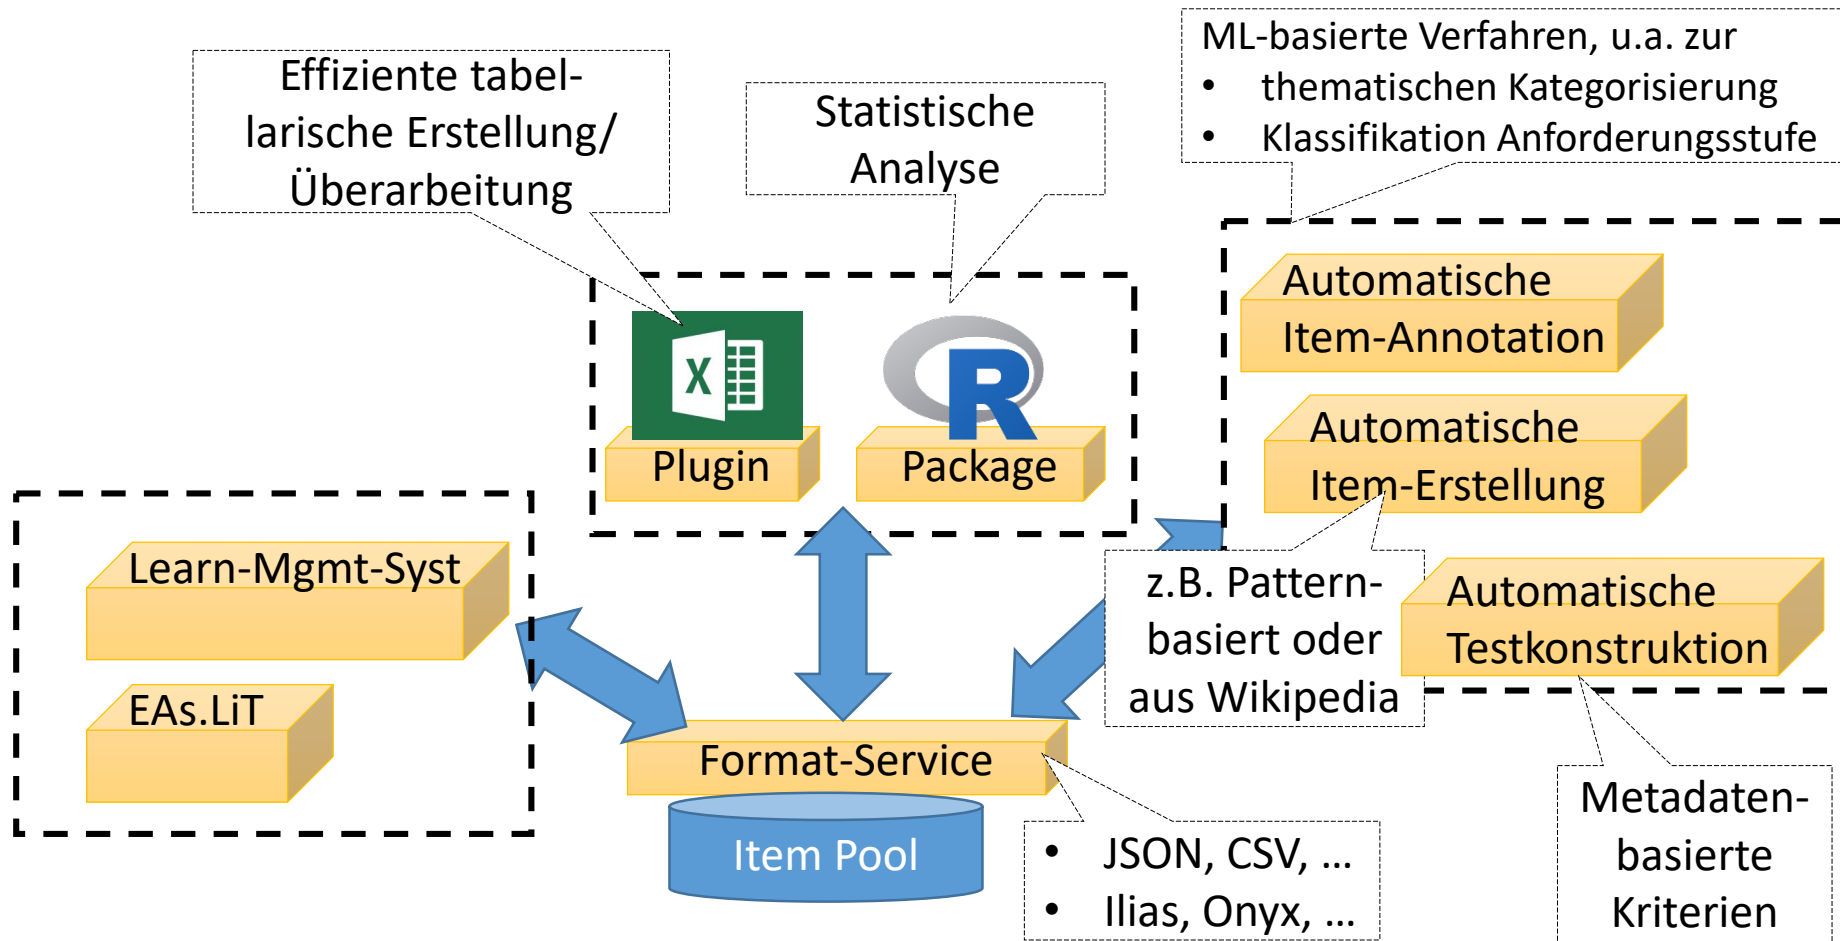 Effiziente tabel-
larische Erstellung/
Überarbeitung
Statistische
Analyse
ML-basierte Verfahren, u.a. zur
• thematischen Kategorisierung
• Klassifikation Anforderungsstufe
X
R
Plugin
Package
Automatische
Item-Annotation
Automatische
Item-Erstellung
z.B. Pattern-
basiert oder
aus Wikipedia
Automatische
Testkonstruktion
Metadaten-
basierte
Kriterien
Learn-Mgmt-Syst
EAs.LiT
Format-Service
Item Pool
• JSON, CSV, ...
• Ilias, Onyx, ...